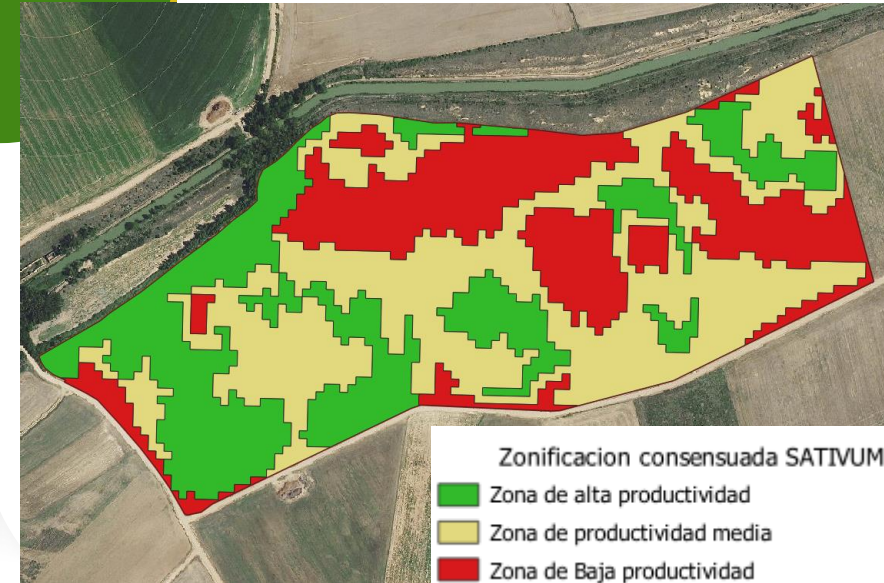 Zonificacion consensuada SATIVUM
Zona de alta productividad
Zona de productividad media
Zona de Baja productividad